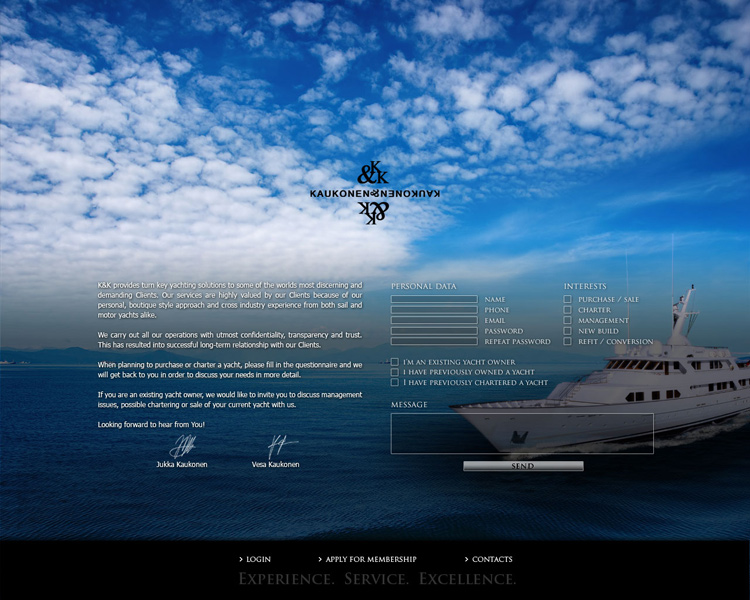 &KK
KAUKONEN&KAUKONEN
&KK
K&K provides turn key yachting solutions to some of the worlds most discerning and
demanding Clients. Our services are highly valued by our Clients because of our
personal, boutique style approach and cross industry experience from both sail and
motor yachts alike.
We carry out all our operations with utmost confidentiality, transparency and trust.
This has resulted into successful long-term relationship with our Clients.
When planning to purchase or charter a yacht, please fill in the questionnaire and we
will get back to you in order to discuss your needs in more detail.
If you are an existing yacht owner, we would like to invite you to discuss management
issues, possible chartering or sale of your current yacht with us.
Looking forward to hear from You!
Jukka Kaukonen
Vesa Kaukonen
PERSONAL DATA
NAME
PHONE
EMAIL
PASSWORD
REPEAT PASSWORD
INTERESTS
PURCHASE / SALE
CHARTER
MANAGEMENT
NEW BUILD
REFIT / CONVERSION
I'M AN EXISTING YACHT OWNER
I HAVE PREVIOUSLY OWNED A YACHT
I HAVE PREVIOUSLY CHARTERED A YACHT
MESSAGE
SEND
> LOGIN
> APPLY FOR MEMBERSHIP
> CONTACTS
EXPERIENCE. SERVICE. EXCELLENCE.